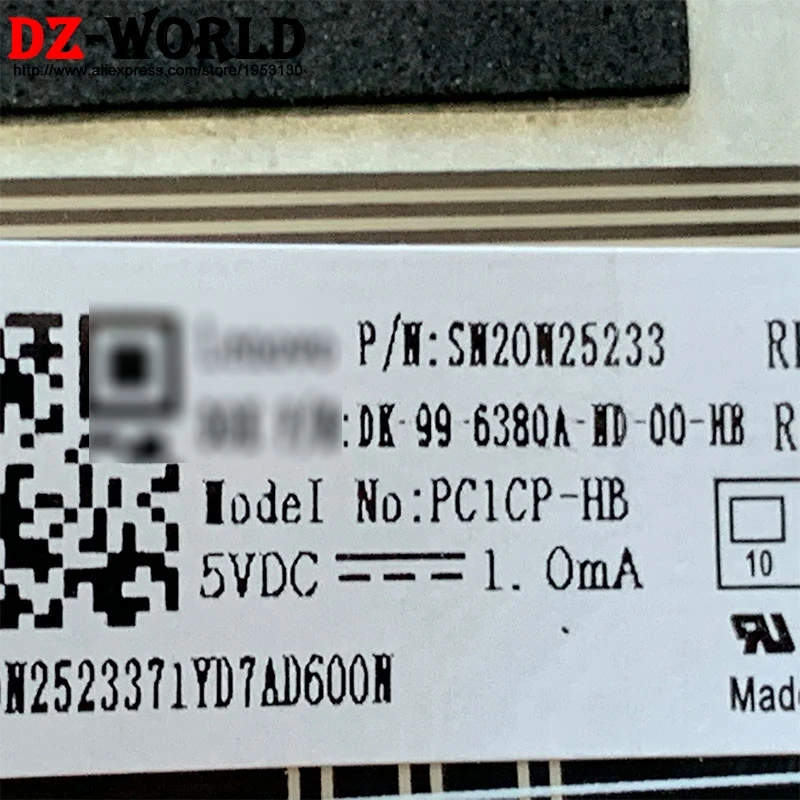 DZ-WORLD
http://www.aliexpress.com/store/1953130
P/N:SN20N25233
:DK-99-6380A-ND-00-HB R
Model No:PC1CP-HB
5VDC 1.0mA
10
N2523371YD7AD600N
Made